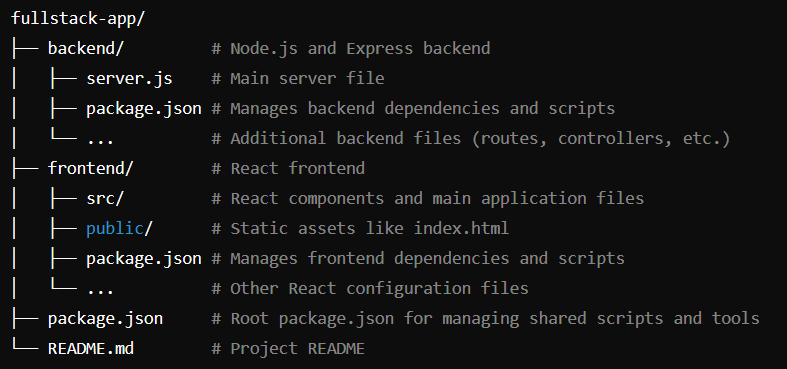 fullstack-app/
├── backend/         # Node.js and Express backend
│   ├── server.js    # Main server file
│   ├── package.json # Manages backend dependencies and scripts
│   └── ...          # Additional backend files (routes, controllers, etc.)
├── frontend/        # React frontend
│   ├── src/         # React components and main application files
│   ├── public/      # Static assets like index.html
│   ├── package.json # Manages frontend dependencies and scripts
│   └── ...          # Other React configuration files
├── package.json     # Root package.json for managing shared scripts and tools
└── README.md        # Project README